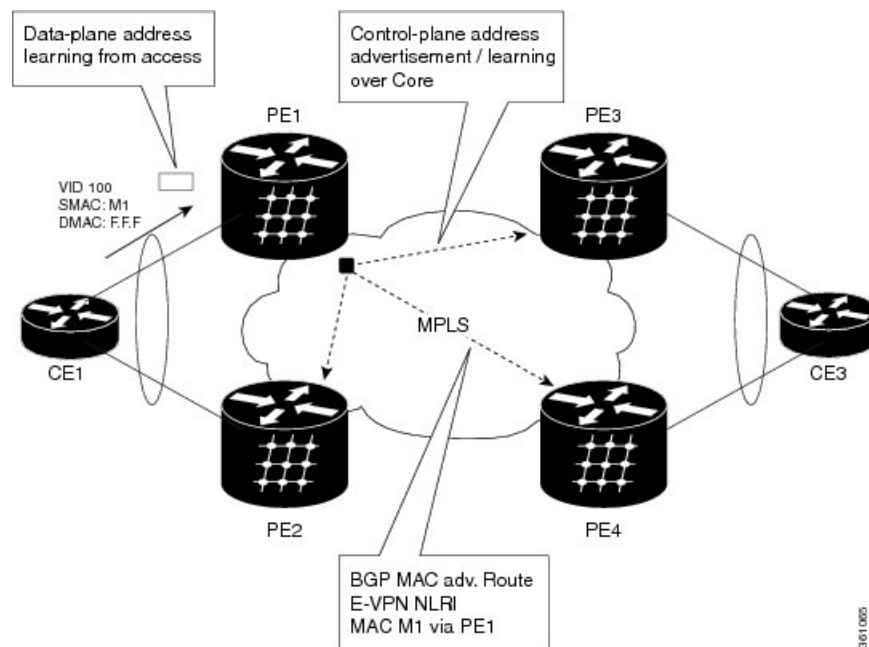 Data-plane address
learning from access
Control-plane address
advertisement / learning
over Core
PE1
PE3
VID 100
SMAC: M1
DMAC: F.F.F
MPLS
CE1
CE3
PE2
PE4
BGP MAC adv. Route
E-VPN NLRI
MAC M1 via PE1
361065